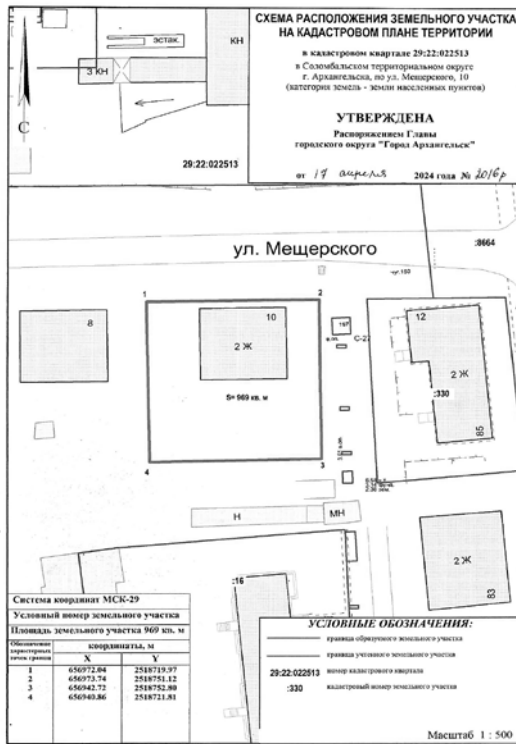 СХЕМА РАСПОЛОЖЕНИЯ ЗЕМЕЛЬНОГО УЧАСТКА
НА КАДАСТРОВОМ ПЛАНЕ ТЕРРИТОРИИ
в кадастровом квартале 29:22:022513
в Соломбальском территориальном округе
г. Архангельска, по ул. Мещерского, 10
(категория земель - земли населенных пунктов)
УТВЕРЖДЕНА
Распоряжением Главы
городского округа "Город Архангельск"
от 17 апреля 2024 года № 2016р
эстак.
КН
3 КН
С
29:22:022513
ул. Мещерского
:8664
1
2
8
10
2 Ж
S= 969 кв. м
4
3
12
2 Ж
:330
85
Н
МН
2 Ж
83
:16
Система координат МСК-29
Условный номер земельного участка
Площадь земельного участка 969 кв. м
Обозначение характерных точек границ
координаты, м
X Y
1 656972.04 2518719.97
2 656973.74 2518751.12
3 656942.72 2518752.80
4 656940.86 2518721.81
УСЛОВНЫЕ ОБОЗНАЧЕНИЯ:
граница образуемого земельного участка
граница учтенного земельного участка
29:22:022513 номер кадастрового квартала
:330 кадастровый номер земельного участка
Масштаб 1 : 500